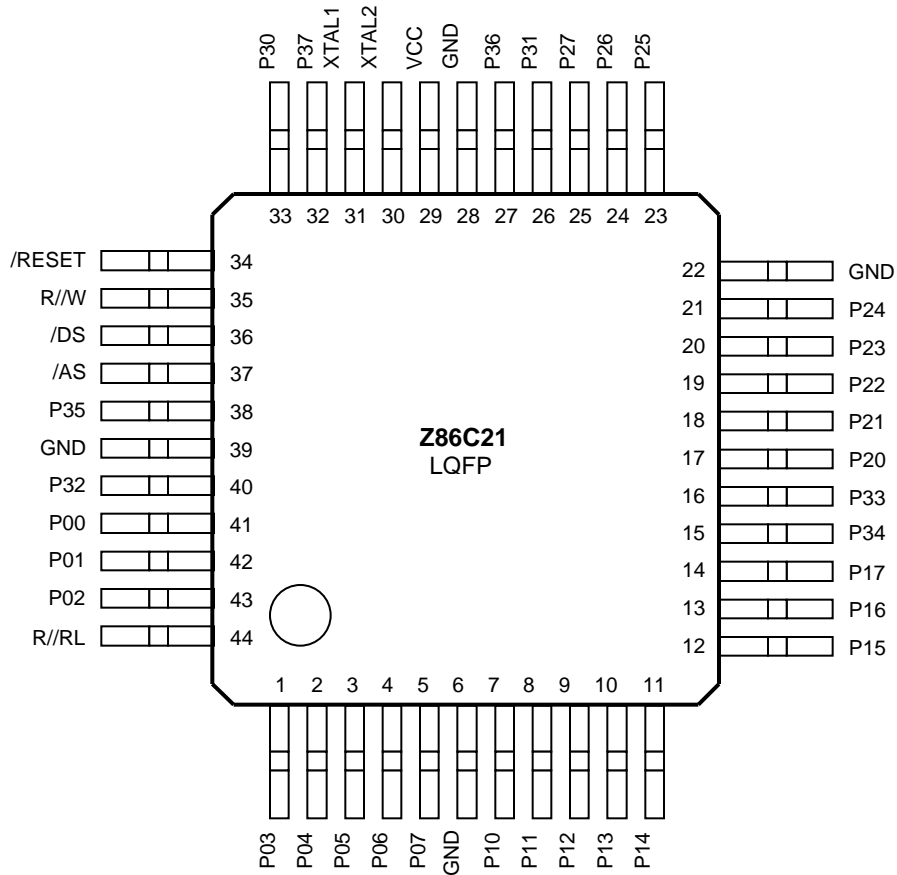 P30
P37
XTAL1
XTAL2
VCC
GND
P36
P31
P27
P26
P25
33 32 31 30 29 28 27 26 25 24 23
/RESET 34
R//W 35
/DS 36
/AS 37
P35 38
GND 39
P32 40
P00 41
P01 42
P02 43
R//RL 44
Z86C21
LQFP
22 GND
21 P24
20 P23
19 P22
18 P21
17 P20
16 P33
15 P34
14 P17
13 P16
12 P15
1 2 3 4 5 6 7 8 9 10 11
P03
P04
P05
P06
P07
GND
P10
P11
P12
P13
P14